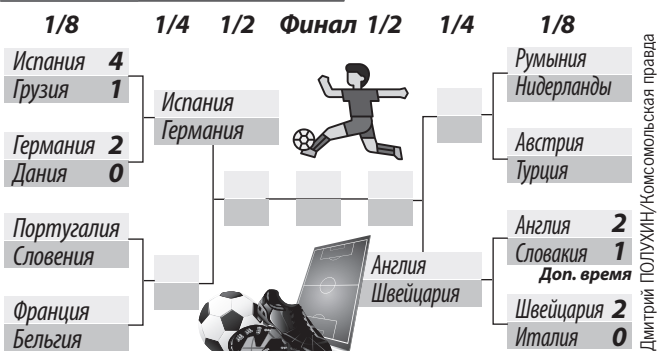 1/8 1/4 1/2 Финал 1/2 1/4 1/8
Испания 4
Грузия 1
Германия 2
Дания 0
Португалия
Словения
Франция
Бельгия
Испания
Германия
Англия
Швейцария
Румыния
Нидерланды
Австрия
Турция
Англия 2
Словакия 1
Доп. время
Швейцария 2
Италия 0
Дмитрий ПОЛУХИН/Комсомольская правда